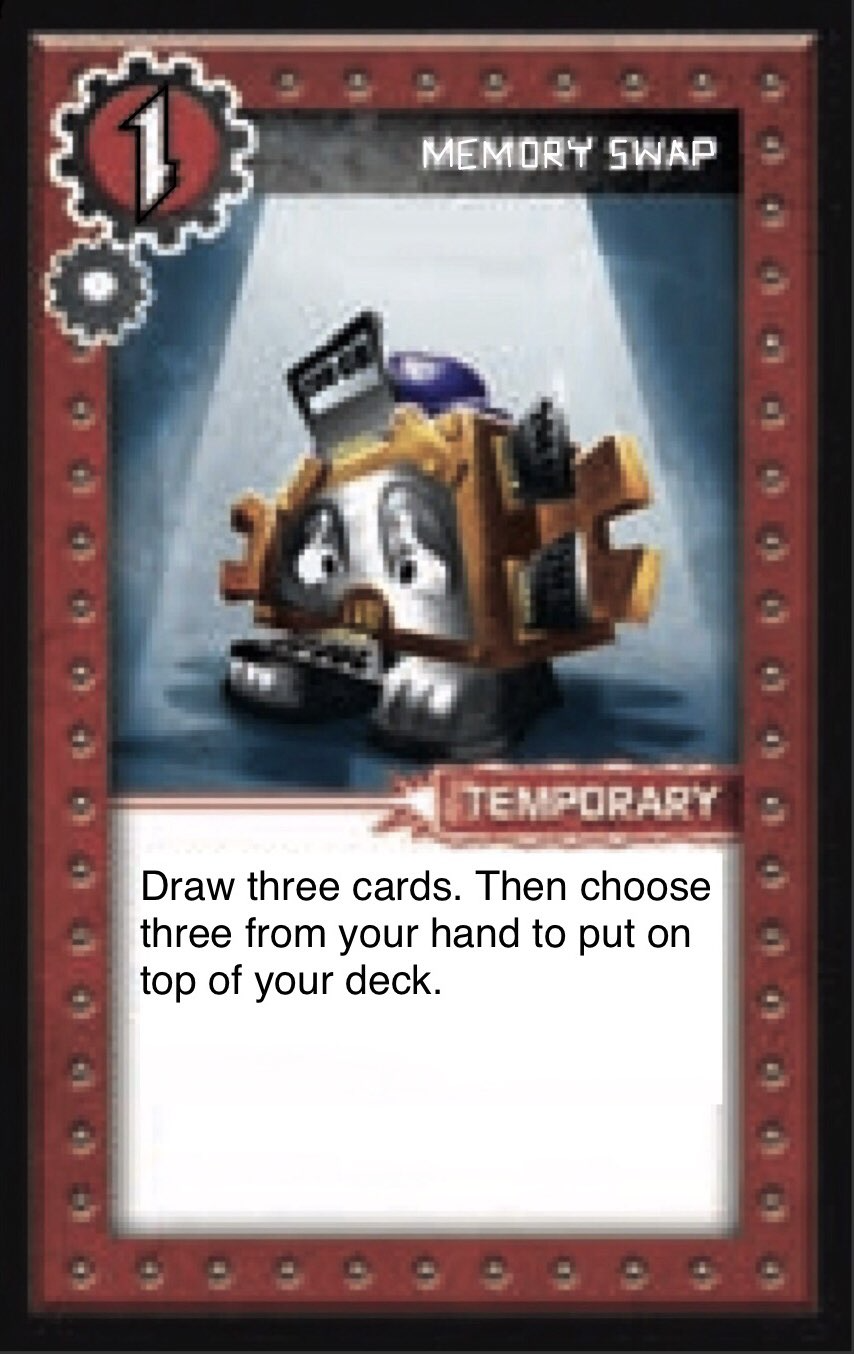 1
MEMORY SWAP
TEMPORARY
Draw three cards. Then choose
three from your hand to put on
top of your deck.